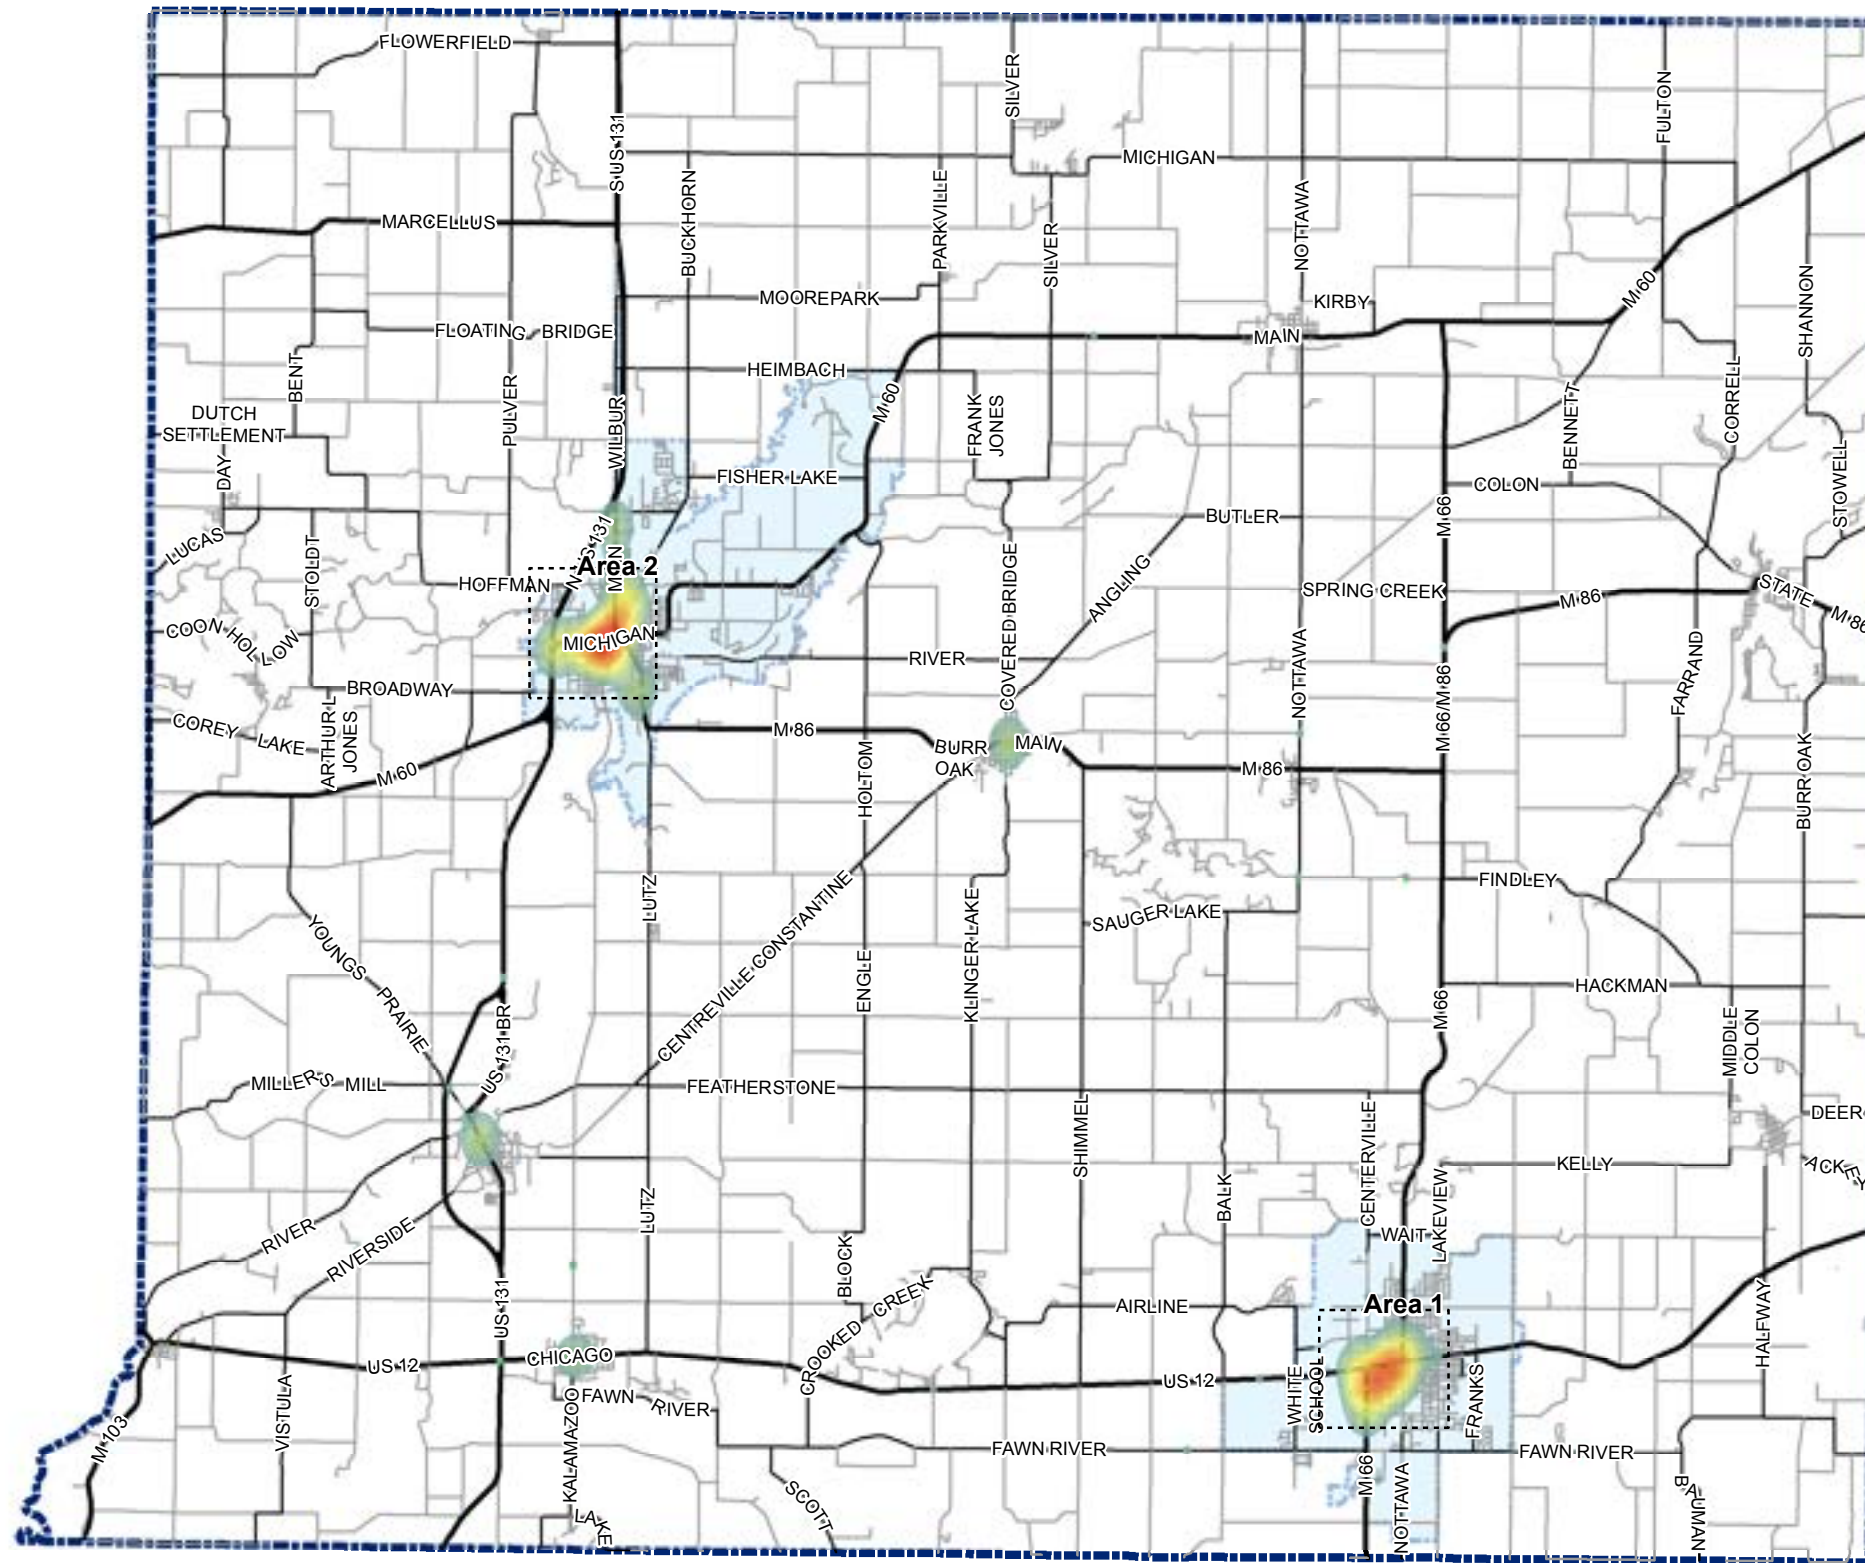 FLOWERFIELD
SILVER
FULTON
S US-131
MICHIGAN
BUCKHORN
PARKVILLE
NOTTAWA
MARCELLUS
SILVER
SHANNON
MOOREPARK
KIRBY
M 60
FLOATING BRIDGE
MAIN
BENT
PULVER
HEIMBACH
M 60
CORRELL
DUTCH
SETTLEMENT
WILBUR
FRANK
JONES
BENNETT
DAY
FISHER LAKE
COLON
STOWELL
M 66
BUTLER
LUCAS
N US-131
MAIN
STOLDT
Area 2
HOFFMAN
COVERED BRIDGE
ANGLING
SPRING CREEK
M 86
STATE
M 86
COON HOLLOW
MICHIGAN
RIVER
NOTTAWA
FARRAND
BROADWAY
M 66/M 86
COREY LAKE
ARTHUR L
JONES
M 86
BURR
OAK
MAIN
M 60
M 86
BURR OAK
HOLTOM
LUTZ
CENTREVILLE CONSTANTINE
FINDLEY
SAUGER LAKE
YOUNGS PRAIRIE
ENGLE
KLINGER LAKE
HACKMAN
M 66
US-131 BR
MIDDLE
COLON
MILLERS MILL
FEATHERSTONE
SHIMMEL
CENTERVILLE
DEER
KELLY
ACKEY
BALK
LAKEVIEW
LUTZ
RIVER
RIVERSIDE
WAIT
BLOCK
US-131
CROOKED CREEK
AIRLINE
Area 1
HALFWAY
US 12
CHICAGO
US 12
WHITE
SCHOOL
FRANKS
VISTULA
KALAMAZOO
FAWN RIVER
M-103
FAWN RIVER
FAWN RIVER
M 66
NOTTAWA
SCOTT
LAKE
BAUMAN